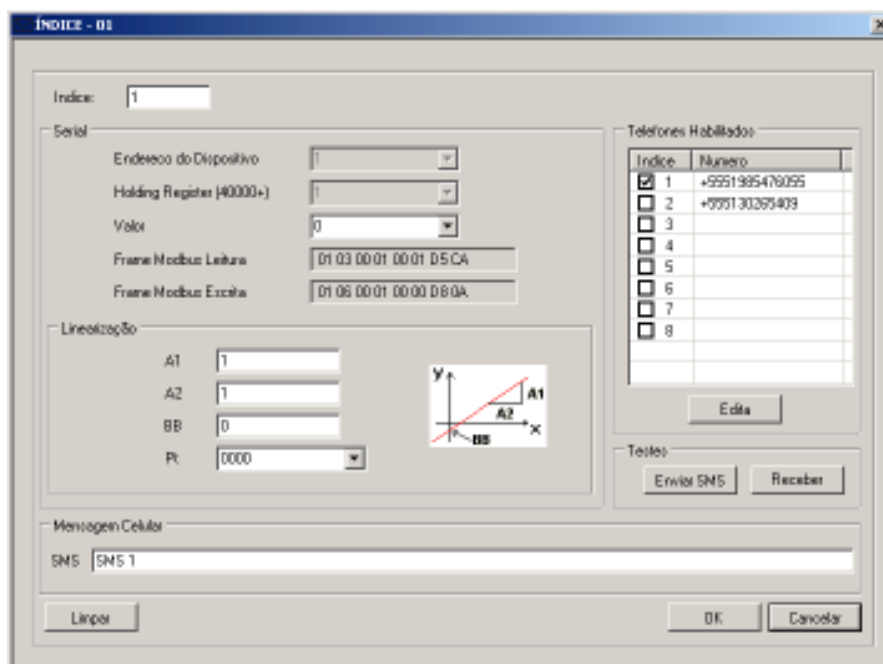 ÍNDICE - 01
Indice: 1
Serial
Endereco do Dispositivo 1
Holding Register (40000+) 1
Valor 0
Frame Modbus Leitura 01 03 00 01 00 01 D5 CA
Frame Modbus Escrita 01 06 00 01 00 00 D8 0A
Linearização
A1 1
A2 1
BB 0
Pt 0000
y
A1
A2
x
BB
Telefones Habilitados
Indice Numero
1 +5551985476055
2 +555130265409
3
4
5
6
7
8
Edita
Testes
Enviar SMS Receber
Mensagem Celular
SMS SMS 1
Limpar OK Cancelar